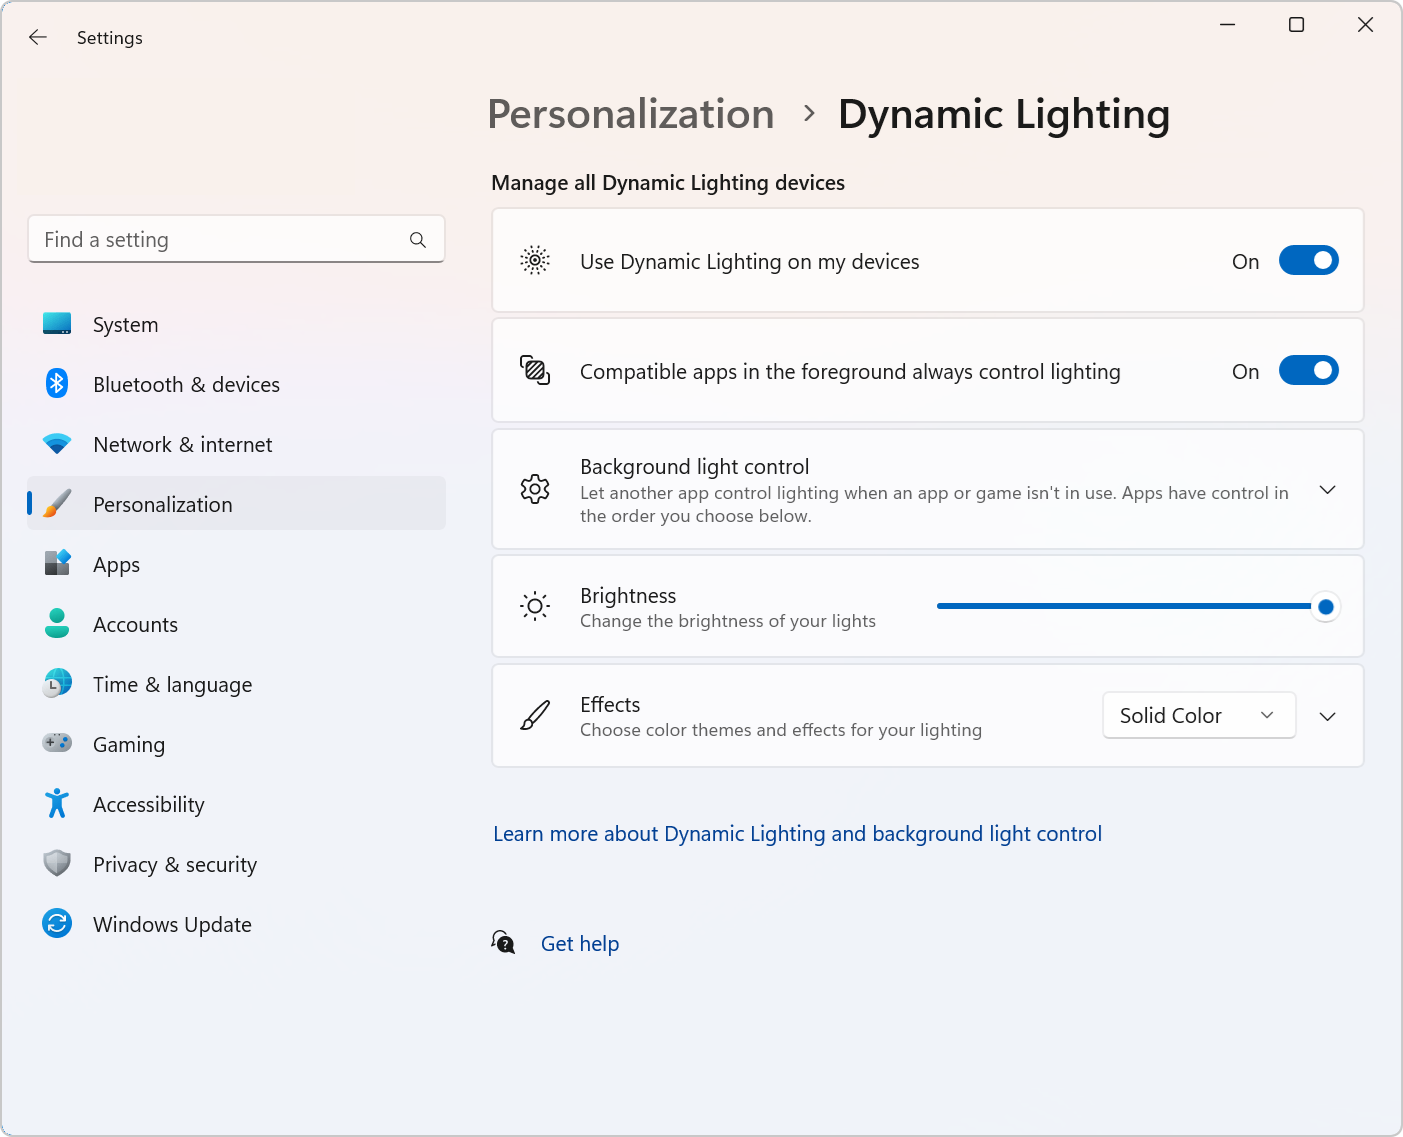 Settings
Personalization > Dynamic Lighting
Manage all Dynamic Lighting devices
Find a setting
Use Dynamic Lighting on my devices
On
System
Compatible apps in the foreground always control lighting
On
Bluetooth & devices
Network & internet
Background light control
Let another app control lighting when an app or game isn't in use. Apps have control in
the order you choose below.
Personalization
Apps
Brightness
Change the brightness of your lights
Accounts
Time & language
Effects
Choose color themes and effects for your lighting
Solid Color
Gaming
Accessibility
Learn more about Dynamic Lighting and background light control
Privacy & security
Windows Update
Get help